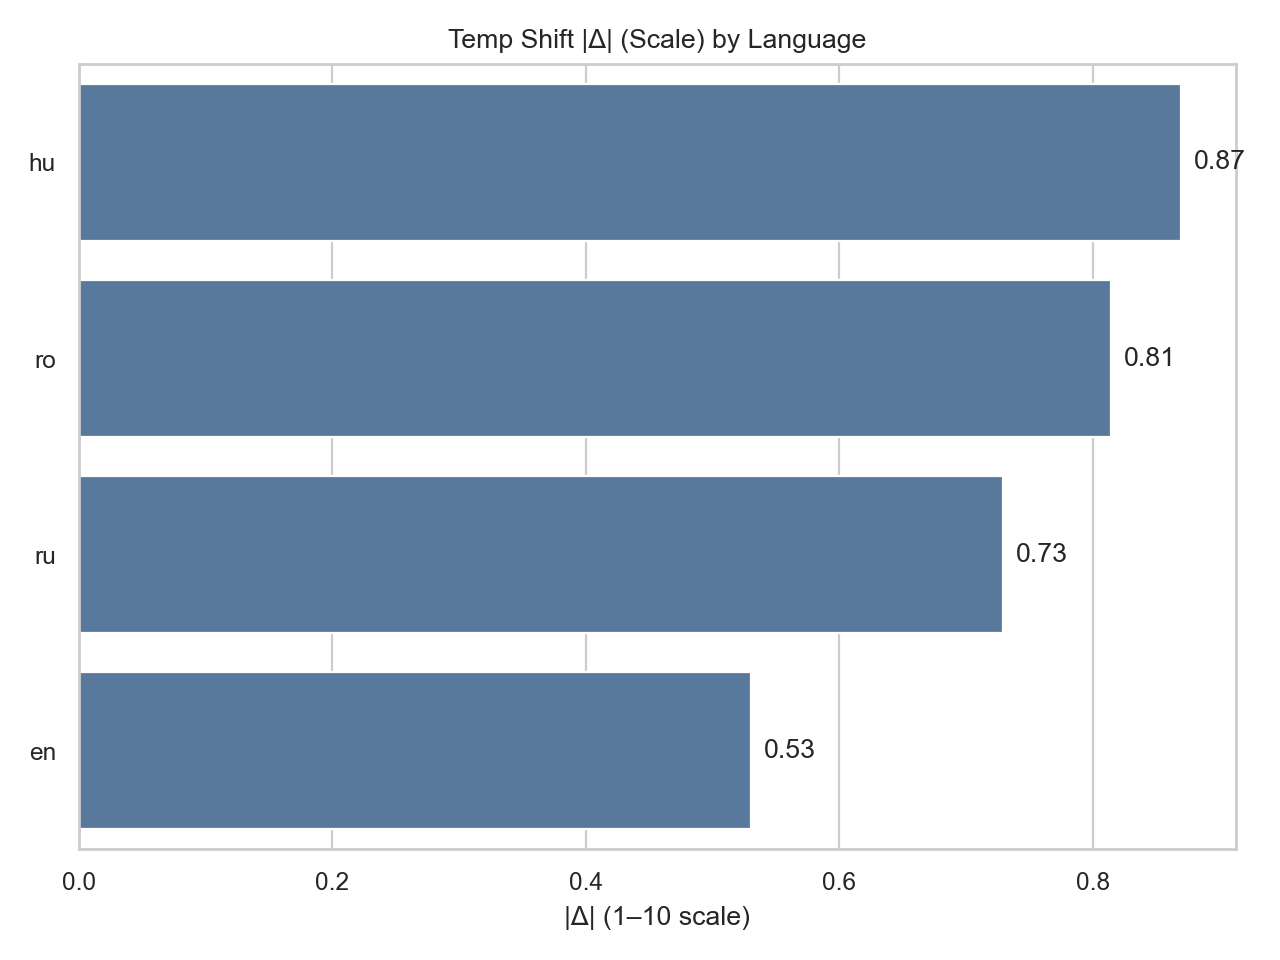 Temp Shift |Δ| (Scale) by Language
hu
0.87
ro
0.81
ru
0.73
en
0.53
0.0 0.2 0.4 0.6 0.8
|Δ| (1–10 scale)